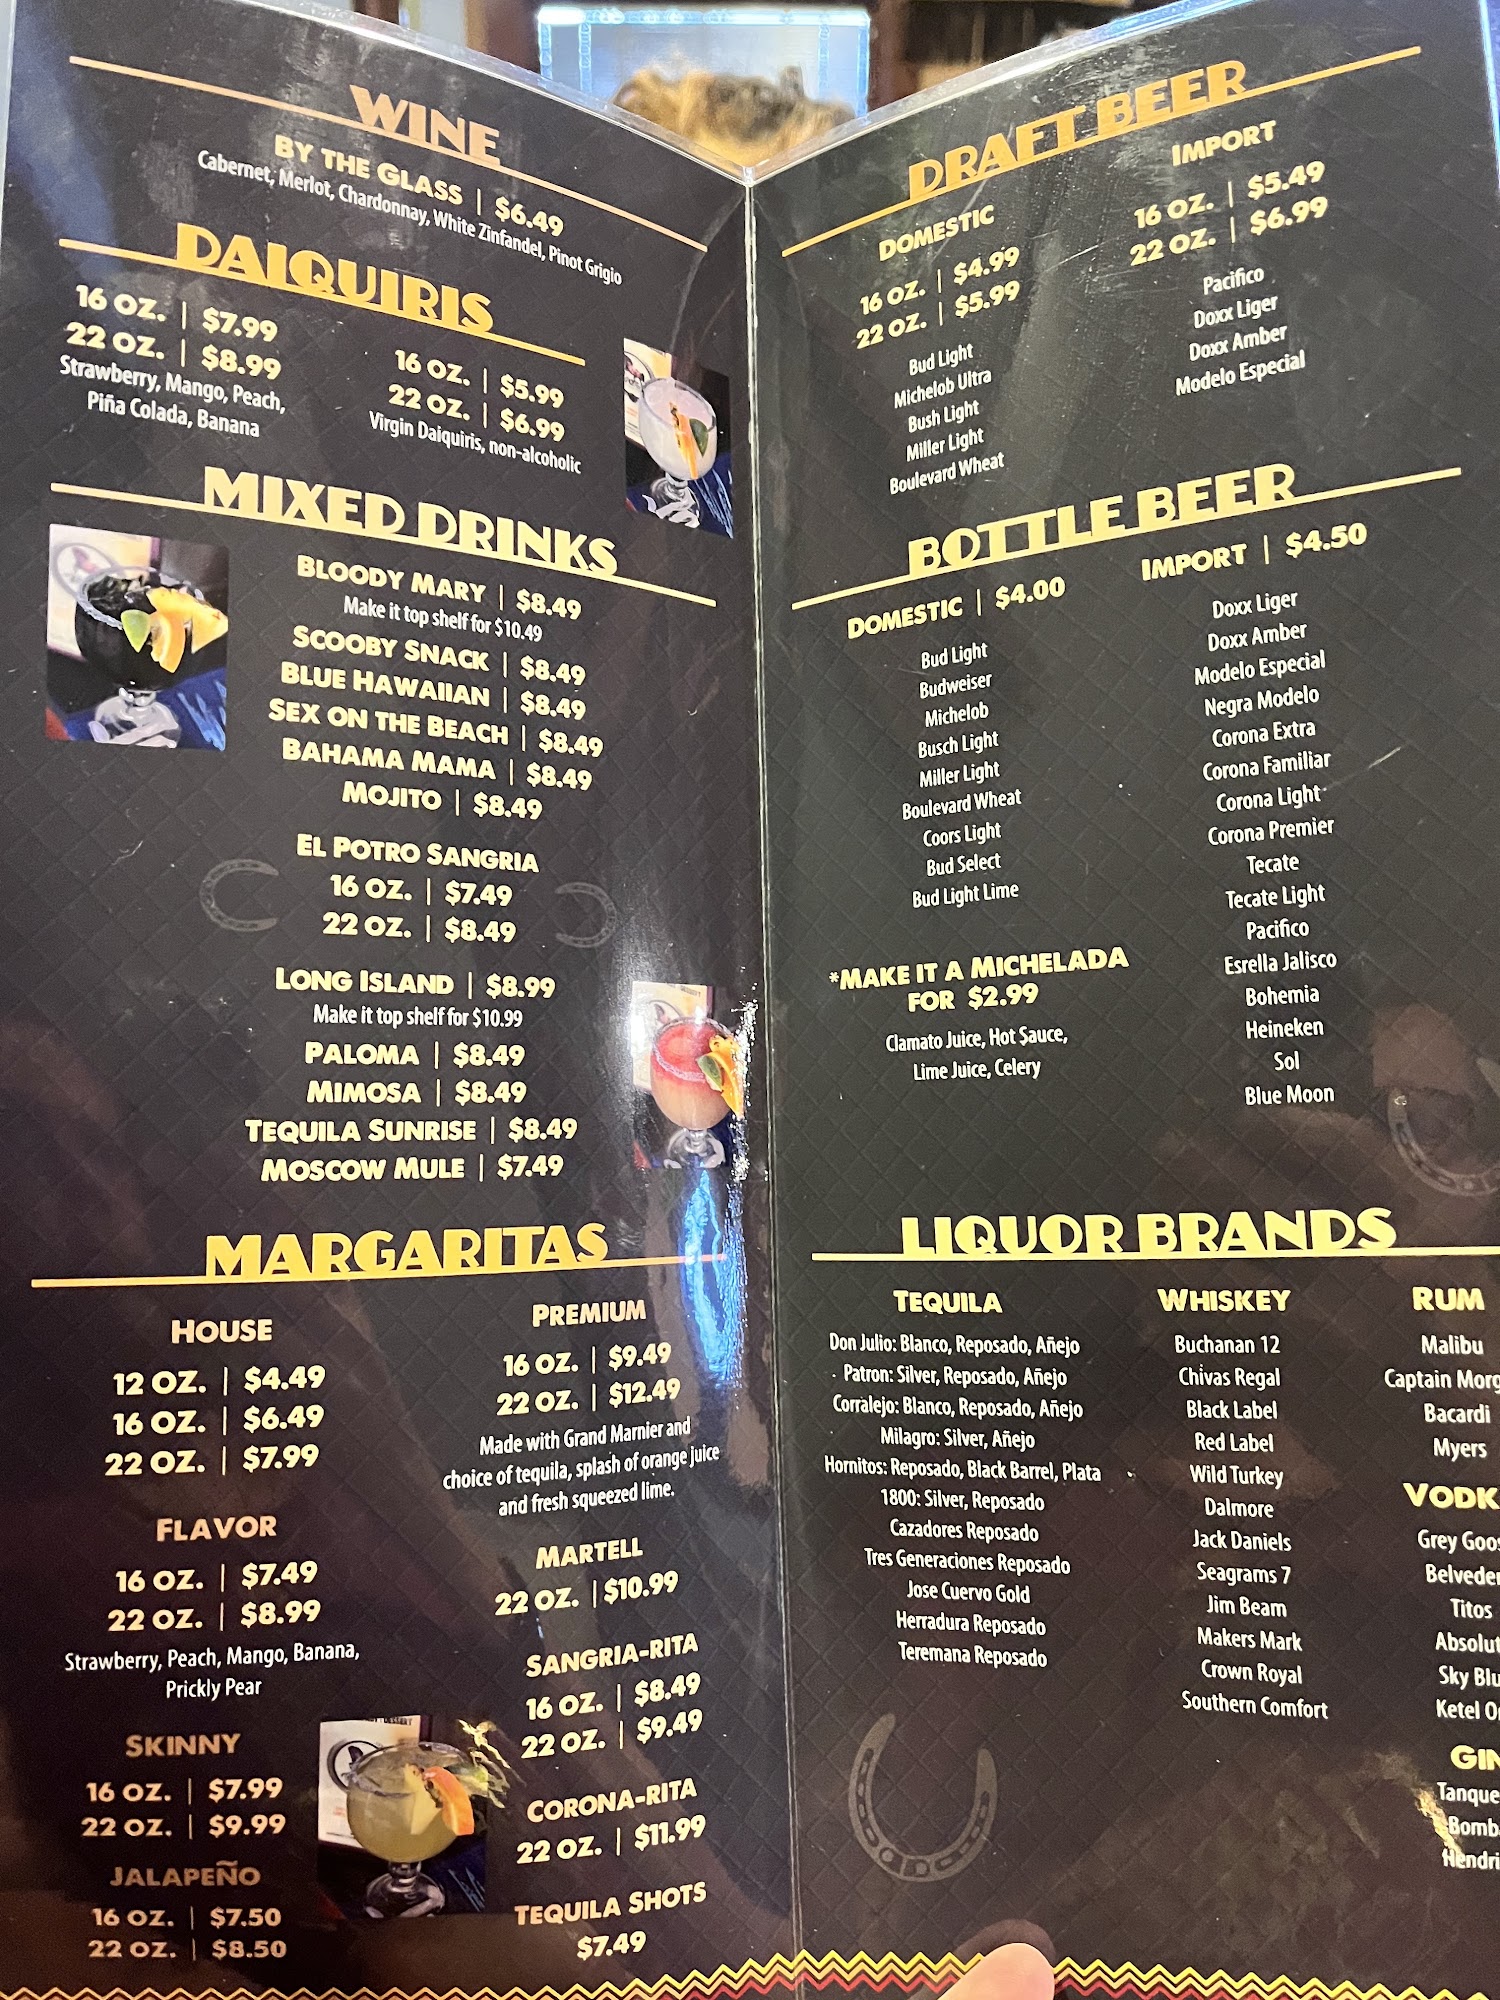 WINE
BY THE GLASS | $6.49
Cabernet, Merlot, Chardonnay, White Zinfandel, Pinot Grigio
DAIQUIRIS
16 OZ. | $7.99
22 OZ. | $8.99
Strawberry, Mango, Peach,
Piña Colada, Banana
16 OZ. | $5.99
22 OZ. | $6.99
Virgin Daiquiris, non-alcoholic
MIXED DRINKS
BLOODY MARY | $8.49
Make it top shelf for $10.49
SCOOBY SNACK | $8.49
BLUE HAWAIIAN | $8.49
SEX ON THE BEACH | $8.49
BAHAMA MAMA | $8.49
MOJITO | $8.49
EL POTRO SANGRIA
16 OZ. | $7.49
22 OZ. | $8.49
LONG ISLAND | $8.99
Make it top shelf for $10.99
PALOMA | $8.49
MIMOSA | $8.49
TEQUILA SUNRISE | $8.49
MOSCOW MULE | $7.49
MARGARITAS
HOUSE
12 OZ. | $4.49
16 OZ. | $6.49
22 OZ. | $7.99
FLAVOR
16 OZ. | $7.49
22 OZ. | $8.99
Strawberry, Peach, Mango, Banana,
Prickly Pear
SKINNY
16 OZ. | $7.99
22 OZ. | $9.99
JALAPEÑO
16 OZ. | $7.50
22 OZ. | $8.50
PREMIUM
16 OZ. | $9.49
22 OZ. | $12.49
Made with Grand Marnier and
choice of tequila, splash of orange juice
and fresh squeezed lime.
MARTELL
22 OZ. | $10.99
SANGRIA-RITA
16 OZ. | $8.49
22 OZ. | $9.49
CORONA-RITA
22 OZ. | $11.99
TEQUILA SHOTS
$7.49
DRAFT BEER
DOMESTIC
16 OZ. | $4.99
22 OZ. | $5.99
Bud Light
Michelob Ultra
Bush Light
Miller Light
Boulevard Wheat
IMPORT
16 OZ. | $5.49
22 OZ. | $6.99
Pacifico
Doxx Liger
Doxx Amber
Modelo Especial
BOTTLE BEER
DOMESTIC | $4.00
Bud Light
Budweiser
Michelob
Busch Light
Miller Light
Boulevard Wheat
Coors Light
Bud Select
Bud Light Lime
*MAKE IT A MICHELADA
FOR $2.99
Clamato Juice, Hot Sauce,
Lime Juice, Celery
IMPORT | $4.50
Doxx Liger
Doxx Amber
Modelo Especial
Negra Modelo
Corona Extra
Corona Familiar
Corona Light
Corona Premier
Tecate
Tecate Light
Pacifico
Esrella Jalisco
Bohemia
Heineken
Sol
Blue Moon
LIQUOR BRANDS
TEQUILA
Don Julio: Blanco, Reposado, Añejo
Patron: Silver, Reposado, Añejo
Corralejo: Blanco, Reposado, Añejo
Milagro: Silver, Añejo
Hornitos: Reposado, Black Barrel, Plata
1800: Silver, Reposado
Cazadores Reposado
Tres Generaciones Reposado
Jose Cuervo Gold
Herradura Reposado
Teremana Reposado
WHISKEY
Buchanan 12
Chivas Regal
Black Label
Red Label
Wild Turkey
Dalmore
Jack Daniels
Seagrams 7
Jim Beam
Makers Mark
Crown Royal
Southern Comfort
RUM
Malibu
Captain Morg
Bacardi
Myers
VODK
Grey Goos
Belveder
Titos
Absolut
Sky Blu
Ketel O
GIN
Tanque
Bomb
Hendri